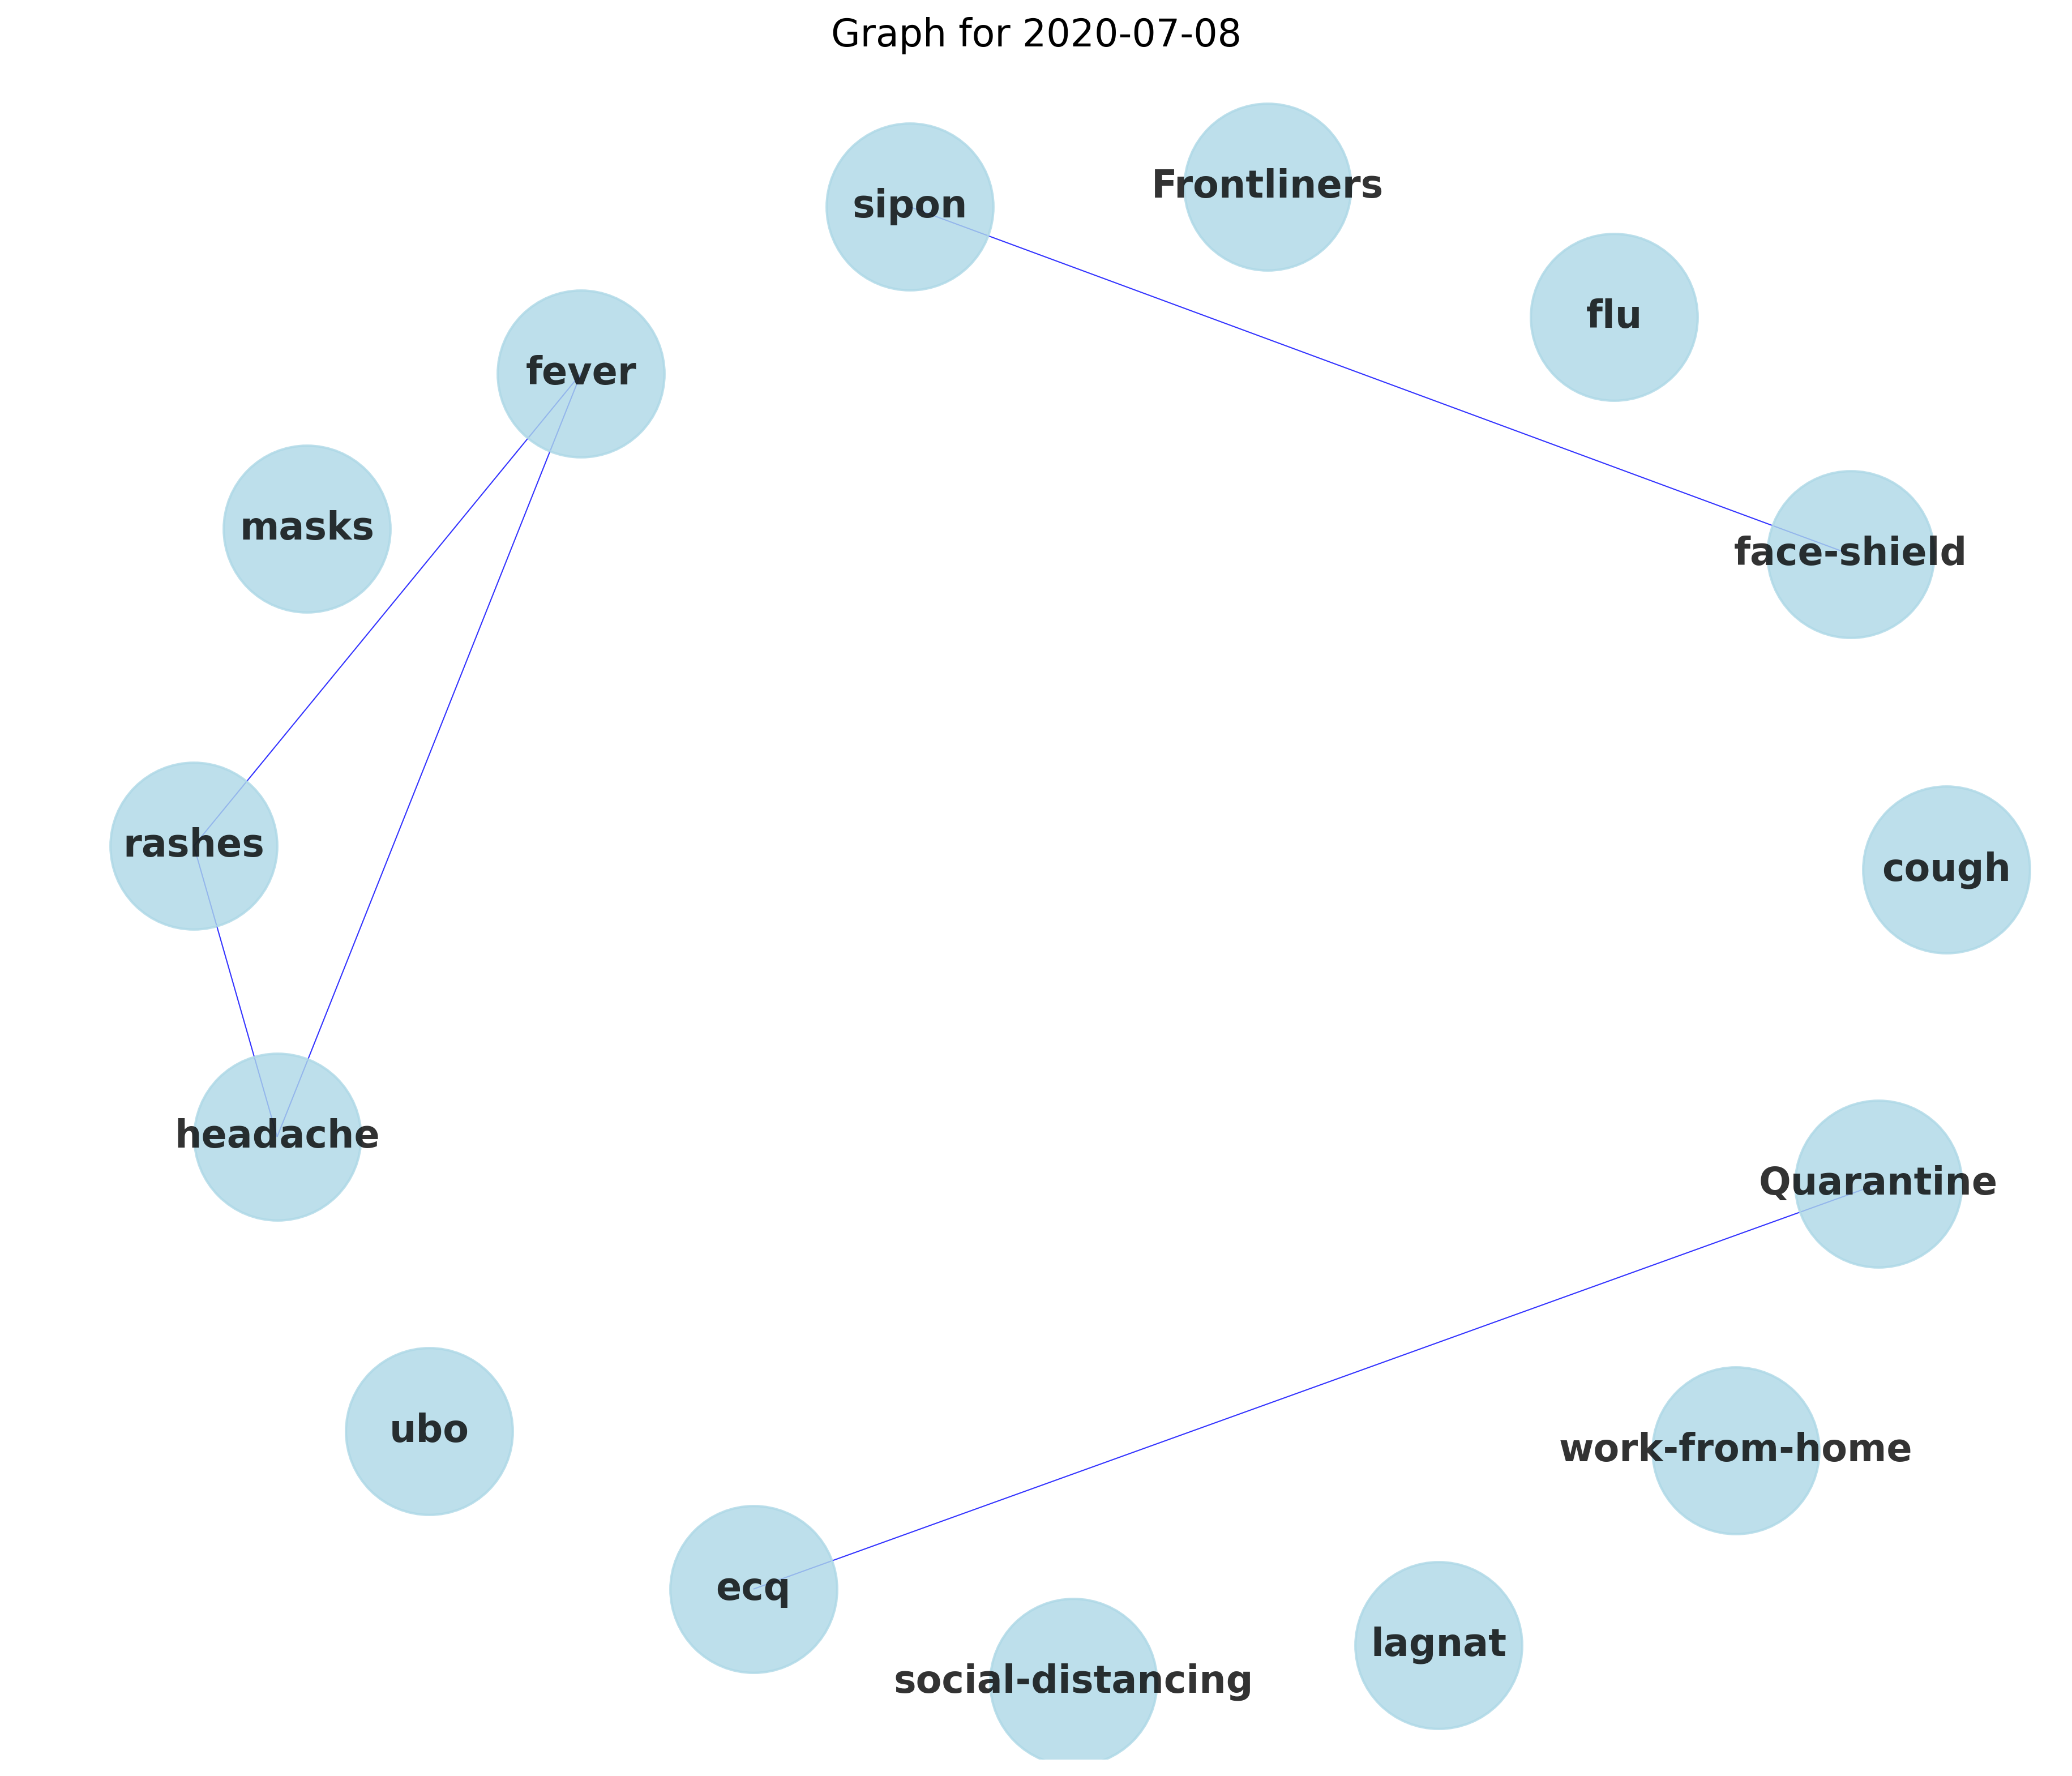 Graph for 2020-07-08
Frontliners
sipon
flu
fever
masks
face-shield
rashes
cough
headache
Quarantine
ubo
work-from-home
ecq
lagnat
social-distancing